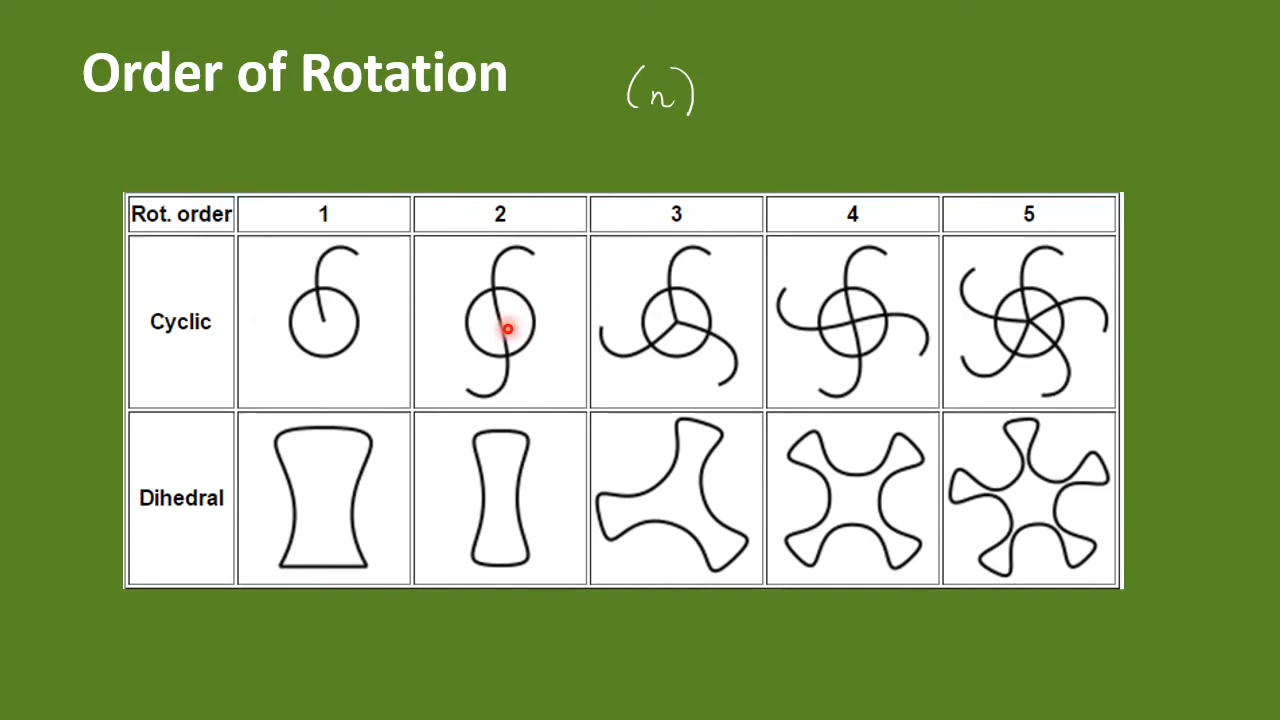 Order of Rotation (n)
Rot. order 1 2 3 4 5
Cyclic
Dihedral